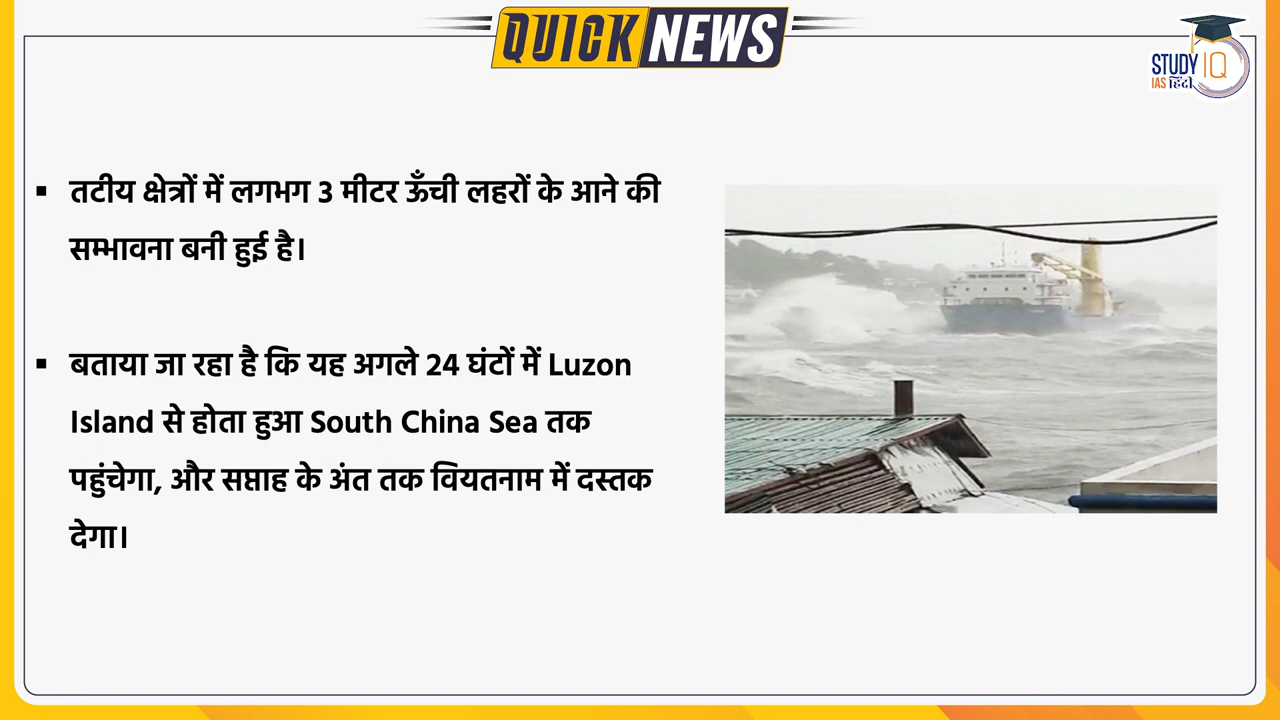 QUICK NEWS
STUDY IQ
IAS हिंदी
▪ तटीय क्षेत्रों में लगभग 3 मीटर ऊँची लहरों के आने की
सम्भावना बनी हुई है।
▪ बताया जा रहा है कि यह अगले 24 घंटों में Luzon
Island से होता हुआ South China Sea तक
पहुंचेगा, और सप्ताह के अंत तक वियतनाम में दस्तक
देगा।